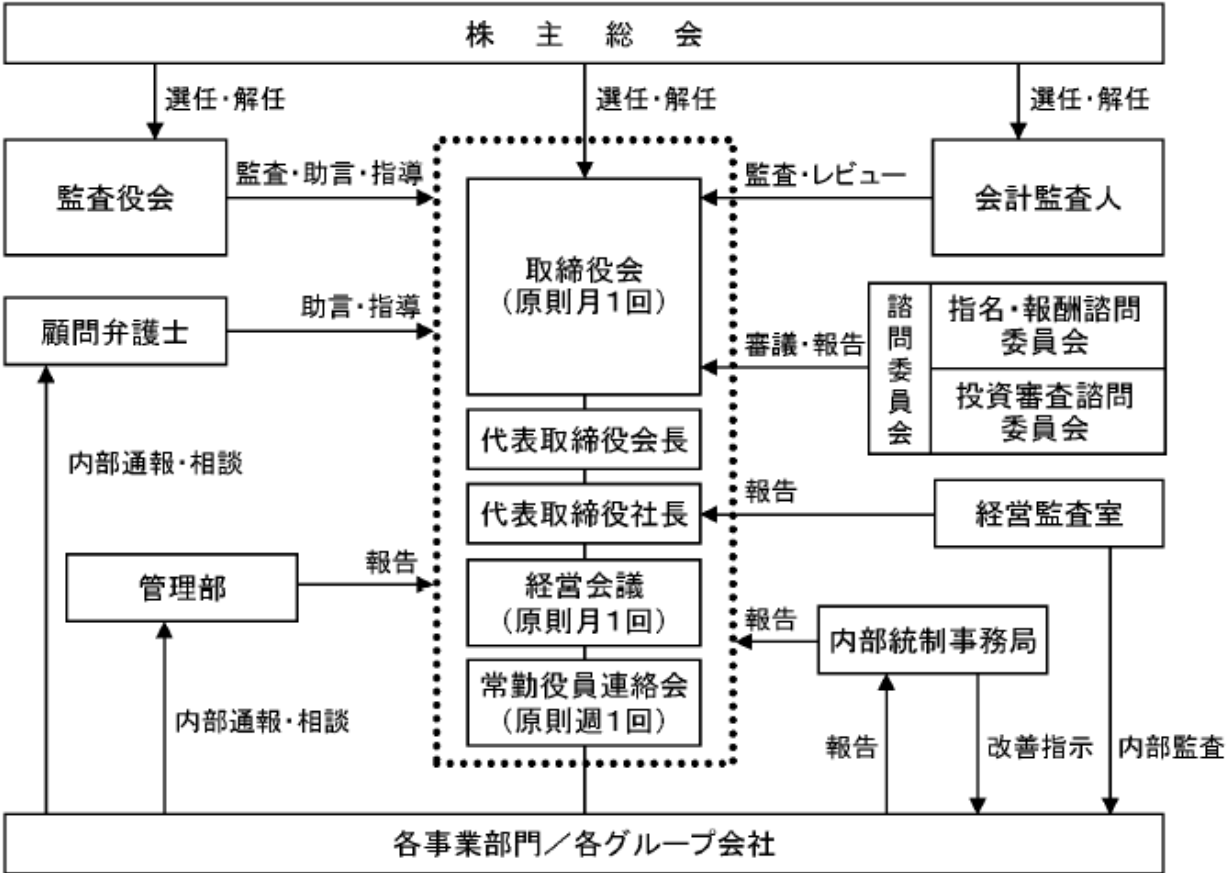 株主総会
選任・解任
選任・解任
選任・解任
監査役会
監査・助言・指導
取締役会
(原則月1回)
監査・レビュー
会計監査人
顧問弁護士
助言・指導
審議・報告
諮問委員会
指名・報酬諮問
委員会
投資審査諮問
委員会
代表取締役会長
内部通報・相談
代表取締役社長
報告
経営監査室
管理部
報告
経営会議
(原則月1回)
報告
内部統制事務局
常勤役員連絡会
(原則週1回)
内部通報・相談
報告
改善指示
内部監査
各事業部門／各グループ会社